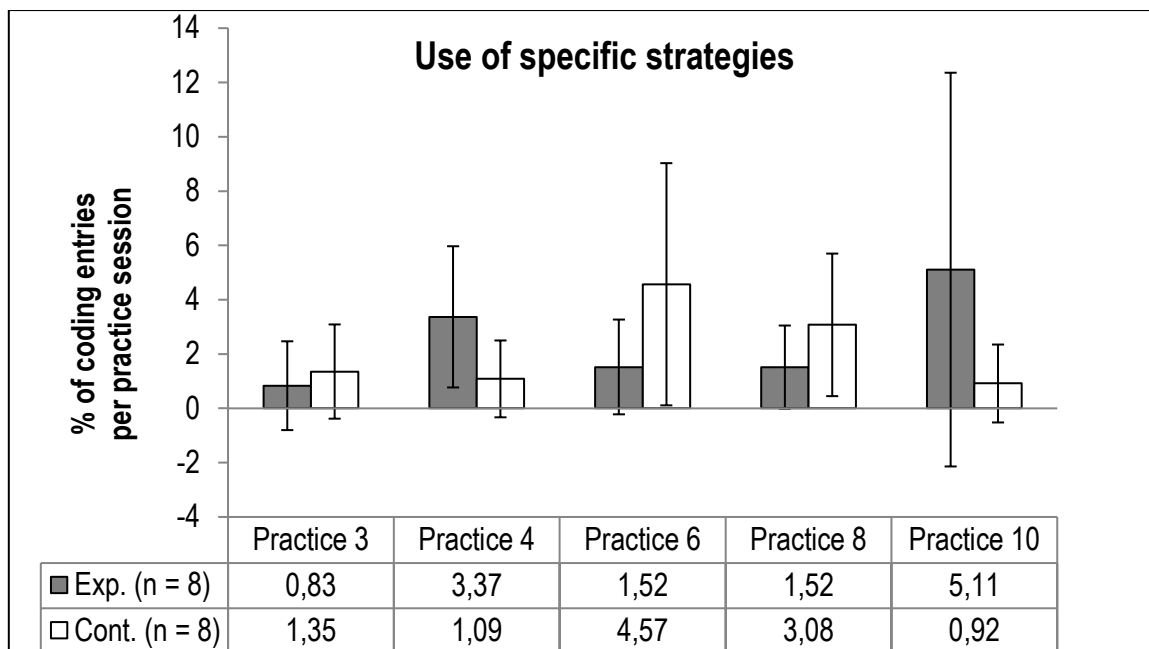 Use of specific strategies
% of coding entries
per practice session
14
12
10
8
6
4
2
0
-2
-4
Practice 3 Practice 4 Practice 6 Practice 8 Practice 10
Exp. (n = 8) 0,83 3,37 1,52 1,52 5,11
Cont. (n = 8) 1,35 1,09 4,57 3,08 0,92